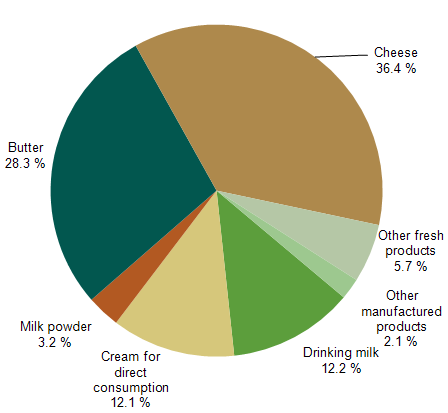 Cheese
36.4 %
Butter
28.3 %
Other fresh
products
5.7 %
Other
manufactured
products
2.1 %
Milk powder
3.2 %
Drinking milk
12.2 %
Cream for
direct
consumption
12.1 %